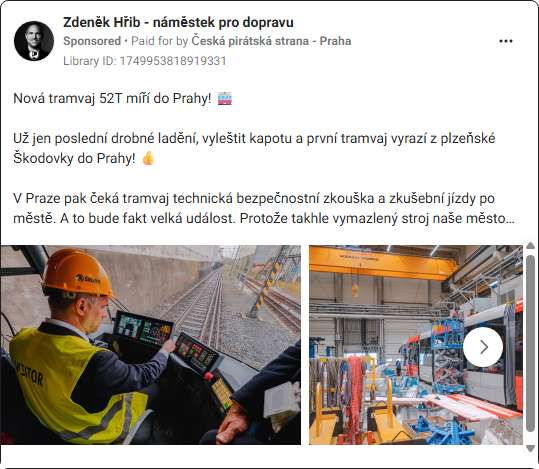 Zdeněk Hřib - náměstek pro dopravu
Sponsored • Paid for by Česká pirátská strana - Praha
Library ID: 1749953818919331
Nová tramvaj 52T míří do Prahy! 🚋
Už jen poslední drobné ladění, vyleštit kapotu a první tramvaj vyrazí z plzeňské
Škodovky do Prahy! 👍
V Praze pak čeká tramvaj technická bezpečnostní zkouška a zkušební jízdy po
městě. A to bude fakt velká událost. Protože takhle vymazlený stroj naše město...
ŠKODA
VISITOR